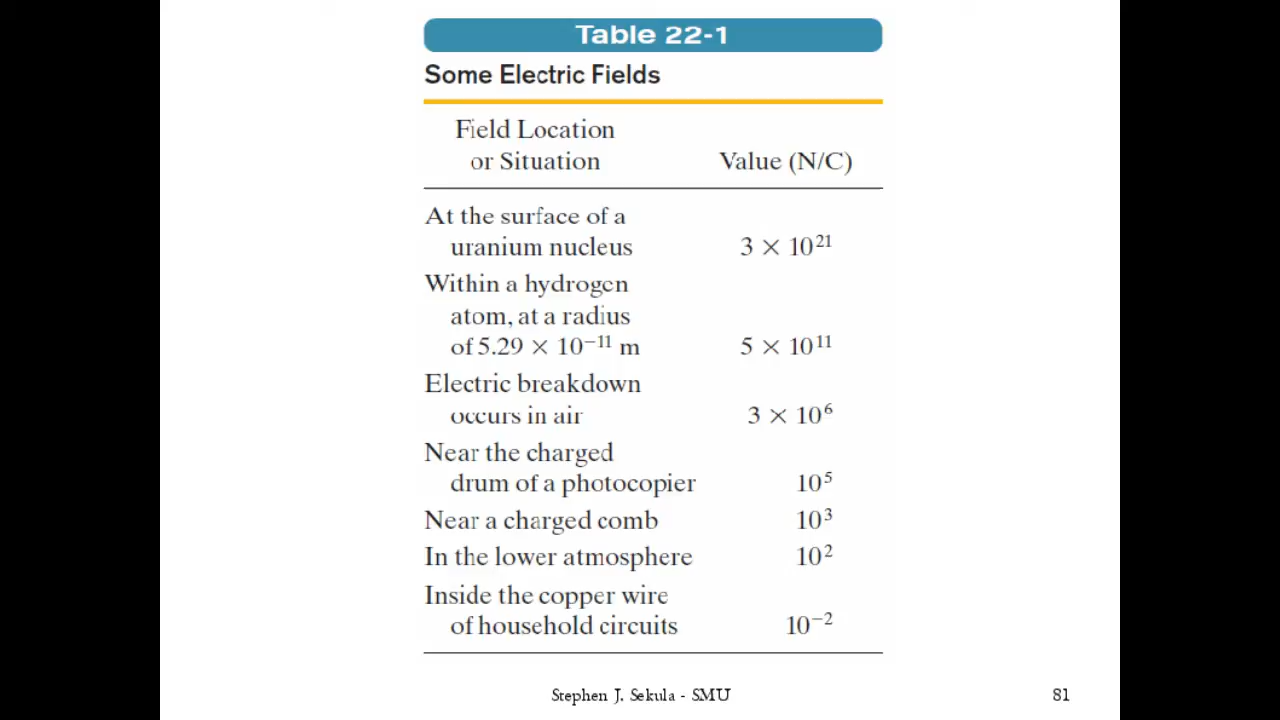 Table 22-1
Some Electric Fields
Field Location
or Situation Value (N/C)
At the surface of a
uranium nucleus 3 × 10²¹
Within a hydrogen
atom, at a radius
of 5.29 × 10⁻¹¹ m 5 × 10¹¹
Electric breakdown
occurs in air 3 × 10⁶
Near the charged
drum of a photocopier 10⁵
Near a charged comb 10³
In the lower atmosphere 10²
Inside the copper wire
of household circuits 10⁻²
Stephen J. Sekula - SMU 81